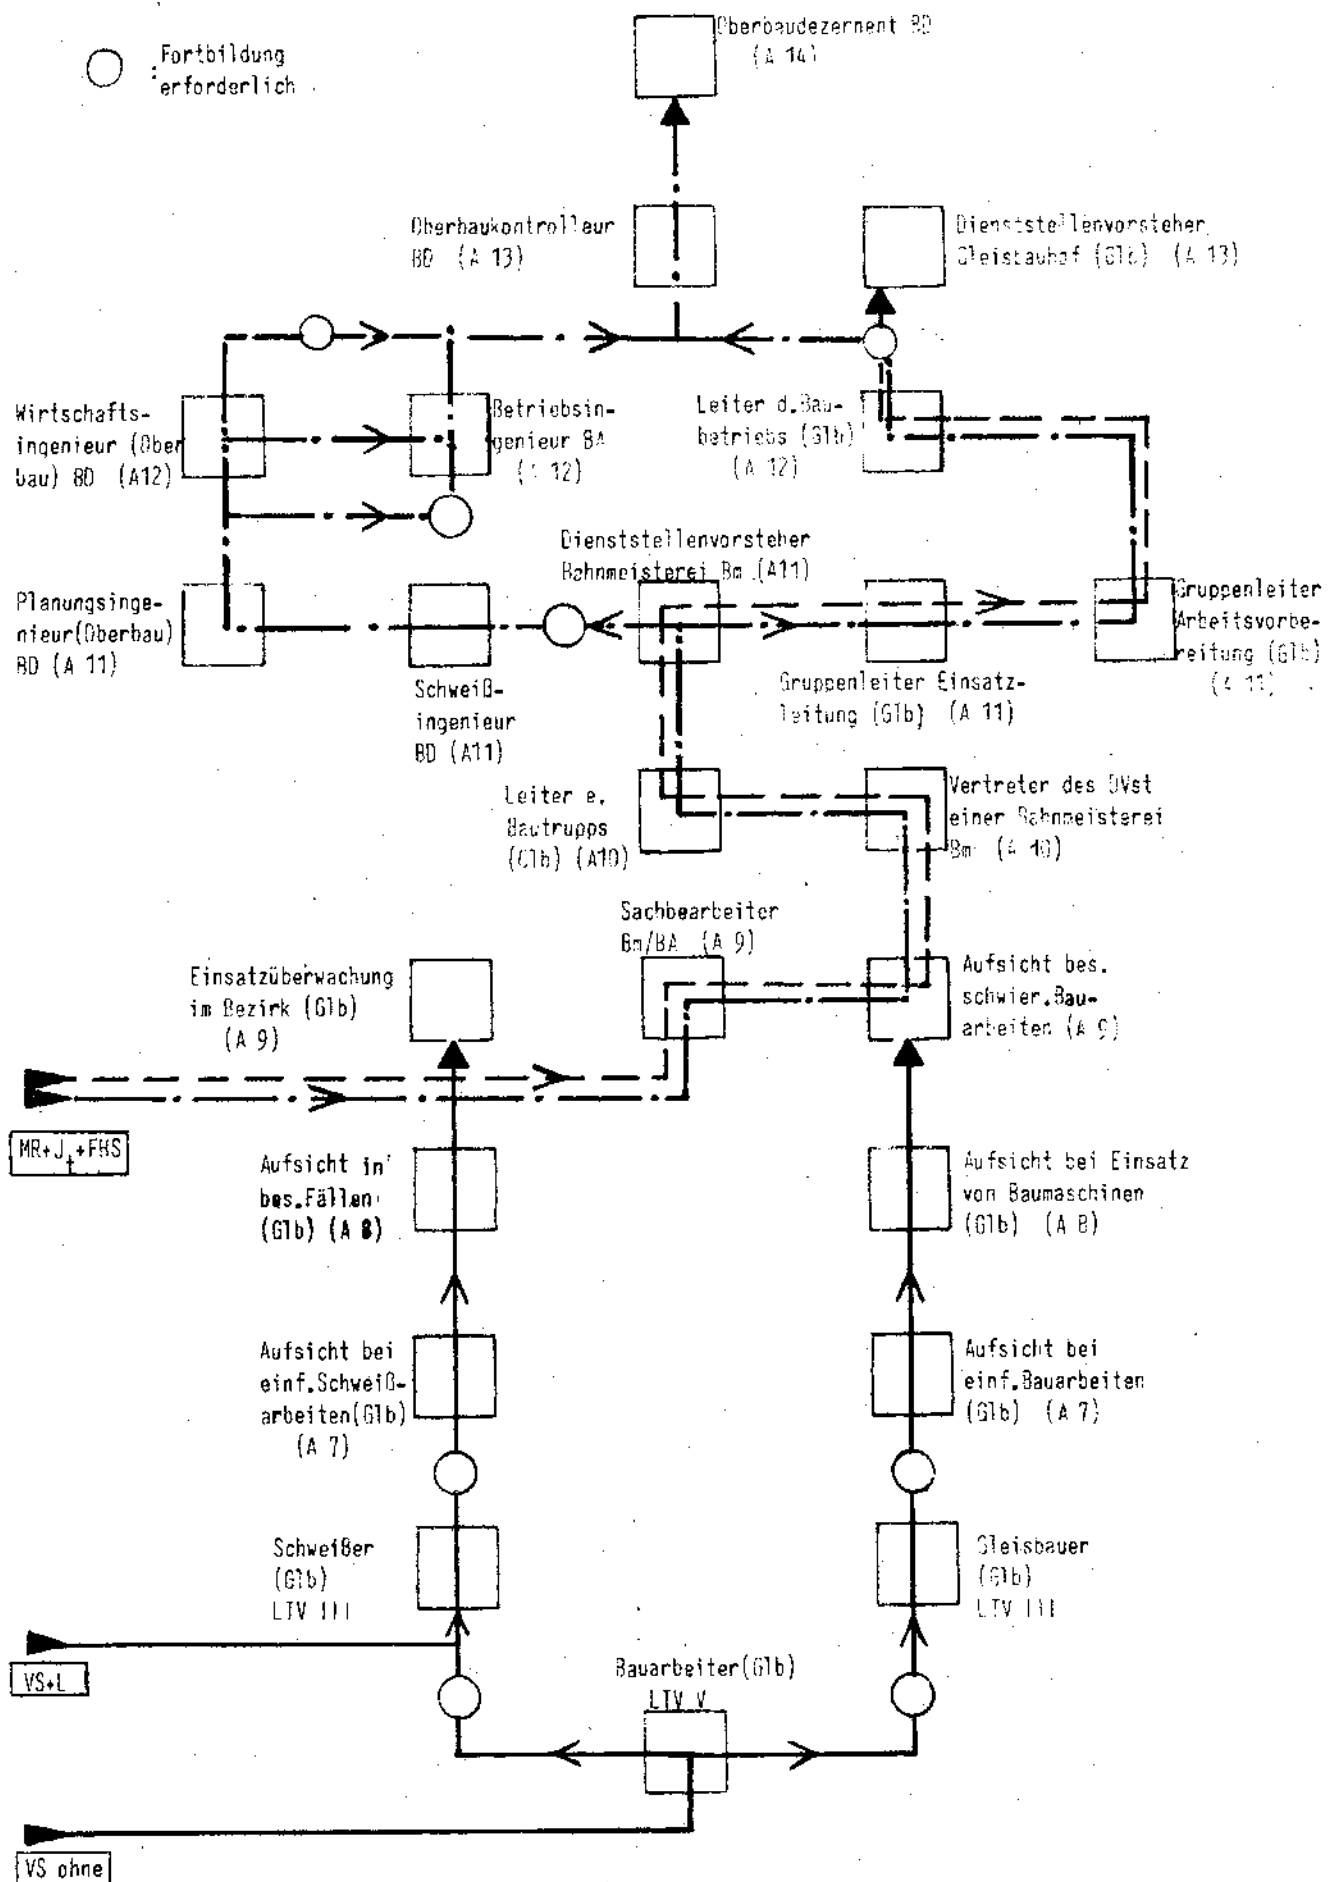 Fortbildung
: erforderlich
Oberbaudezernent BD
(A 14)
Oberbaukontrolleur
BD (A 13)
Dienststellenvorsteher
Gleisbauhof (Glb) (A 13)
Wirtschafts-
ingenieur (Ober
bau) BD (A12)
Betriebsin-
genieur BA
(A 12)
Leiter d.Bau-
betriebs (Glb)
(A 12)
Dienststellenvorsteher
Bahnmeisterei Bm (A11)
Planungsinge-
nieur(Oberbau)
BD (A 11)
Schweiß-
ingenieur
BD (A11)
Gruppenleiter Einsatz-
leitung (Glb) (A 11)
Gruppenleiter
Arbeitsvorbe-
reitung (Glb)
(A 11)
Leiter e.
Bautrupps
(Glb) (A10)
Vertreter des DVst
einer Bahnmeisterei
Bm (A 10)
Sachbearbeiter
Bm/BA (A 9)
Einsatzüberwachung
im Bezirk (Glb)
(A 9)
Aufsicht bes.
schwier.Bau-
arbeiten (A 9)
MR+J +FHS
t
Aufsicht in
bes.Fällen
(Glb) (A 8)
Aufsicht bei Einsatz
von Baumaschinen
(Glb) (A 8)
Aufsicht bei
einf.Schweiß-
arbeiten(Glb)
(A 7)
Aufsicht bei
einf.Bauarbeiten
(Glb) (A 7)
Schweißer
(Glb)
LTV III
Gleisbauer
(Glb)
LTV III
VS+L
Bauarbeiter(Glb)
LTV V
VS ohne